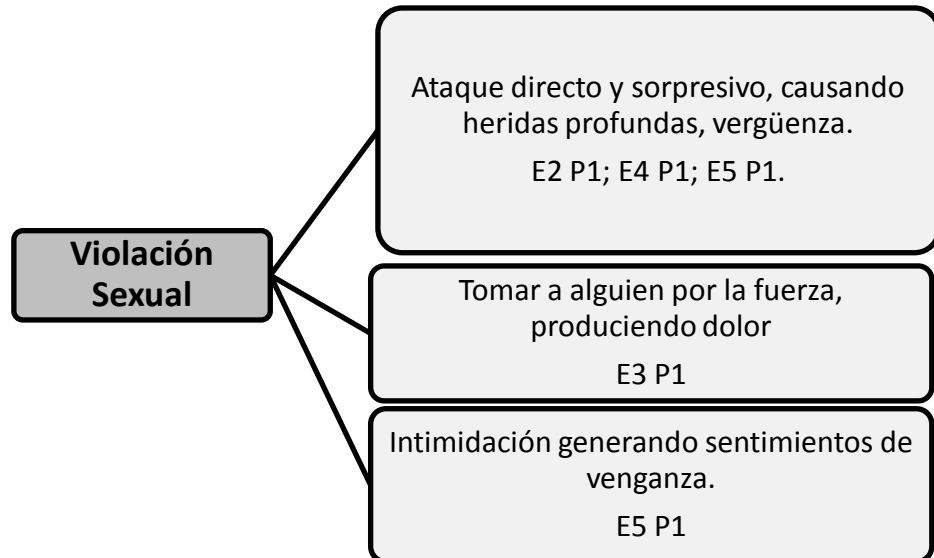 Ataque directo y sorpresivo, causando
heridas profundas, vergüenza.
E2 P1; E4 P1; E5 P1.
Violación
Sexual
Tomar a alguien por la fuerza,
produciendo dolor
E3 P1
Intimidación generando sentimientos de
venganza.
E5 P1